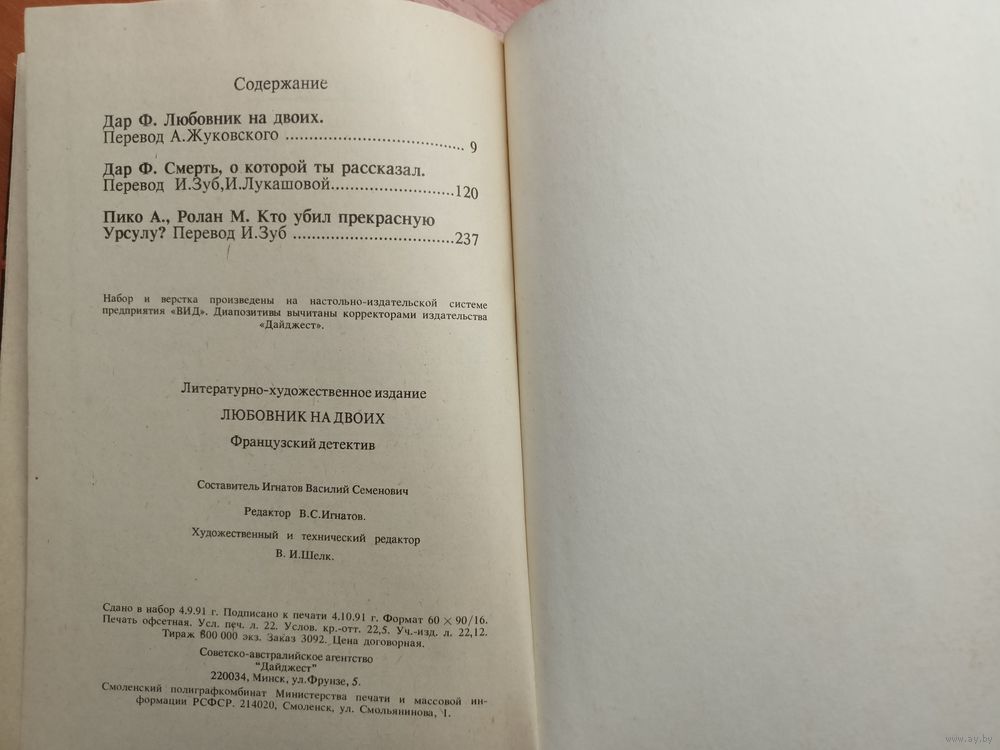 Содержание
Дар Ф. Любовник на двоих.
Перевод А.Жуковского ........................................ 9
Дар Ф. Смерть, о которой ты рассказал.
Перевод И.Зуб,И.Лукашовой............................120
Пико А., Ролан М. Кто убил прекрасную
Урсулу? Перевод И.Зуб ....................................237
Набор и верстка произведены на настольно-издательской системе
предприятия «ВИД». Диапозитивы вычитаны корректорами издательства
«Дайджест».
Литературно-художественное издание
ЛЮБОВНИК НА ДВОИХ
Французский детектив
Составитель Игнатов Василий Семенович
Редактор В.С.Игнатов.
Художественный и технический редактор
В. И.Шелк.
Сдано в набор 4.9.91 г. Подписано к печати 4.10.91 г. Формат 60 × 90/16.
Печать офсетная. Усл. печ. л. 22. Услов. кр.-отт. 22,5. Уч.-изд. л. 22,12.
Тираж 800 000 экз. Заказ 3092. Цена договорная.
Советско-австралийское агентство
"Дайджест"
220034, Минск, ул.Фрунзе, 5.
Смоленский полиграфкомбинат Министерства печати и массовой ин-
формации РСФСР. 214020, Смоленск, ул. Смольянинова, 1.
www.ay.by